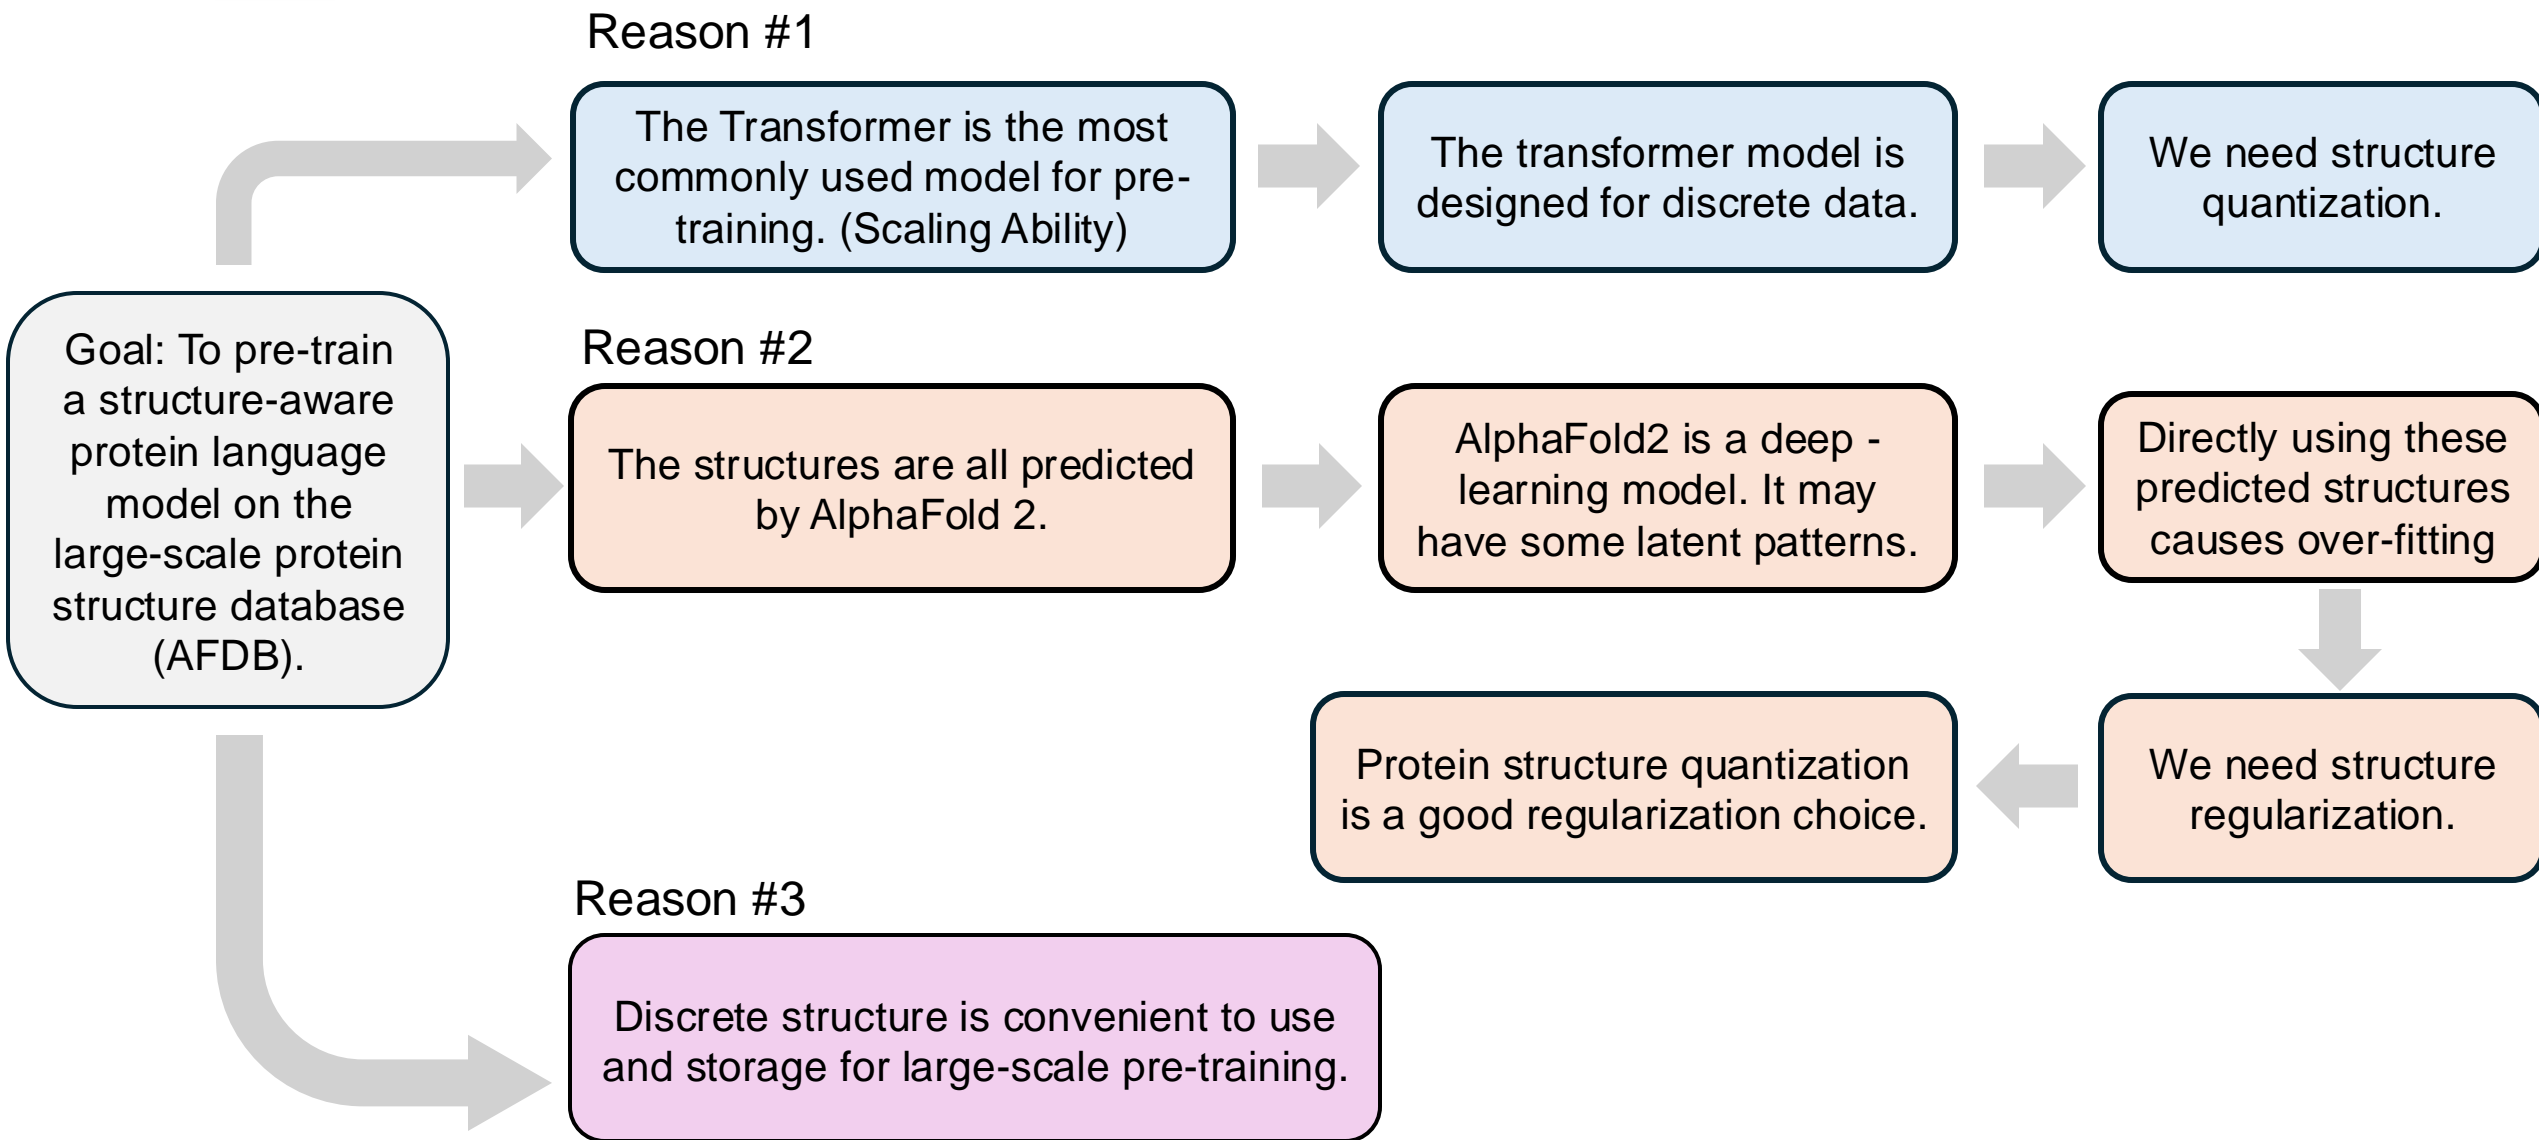 Reason #1
The Transformer is the most
commonly used model for pre-
training. (Scaling Ability)
The transformer model is
designed for discrete data.
We need structure
quantization.
Goal: To pre-train
a structure-aware
protein language
model on the
large-scale protein
structure database
(AFDB).
Reason #2
The structures are all predicted
by AlphaFold 2.
AlphaFold2 is a deep -
learning model. It may
have some latent patterns.
Directly using these
predicted structures
causes over-fitting
We need structure
regularization.
Protein structure quantization
is a good regularization choice.
Reason #3
Discrete structure is convenient to use
and storage for large-scale pre-training.